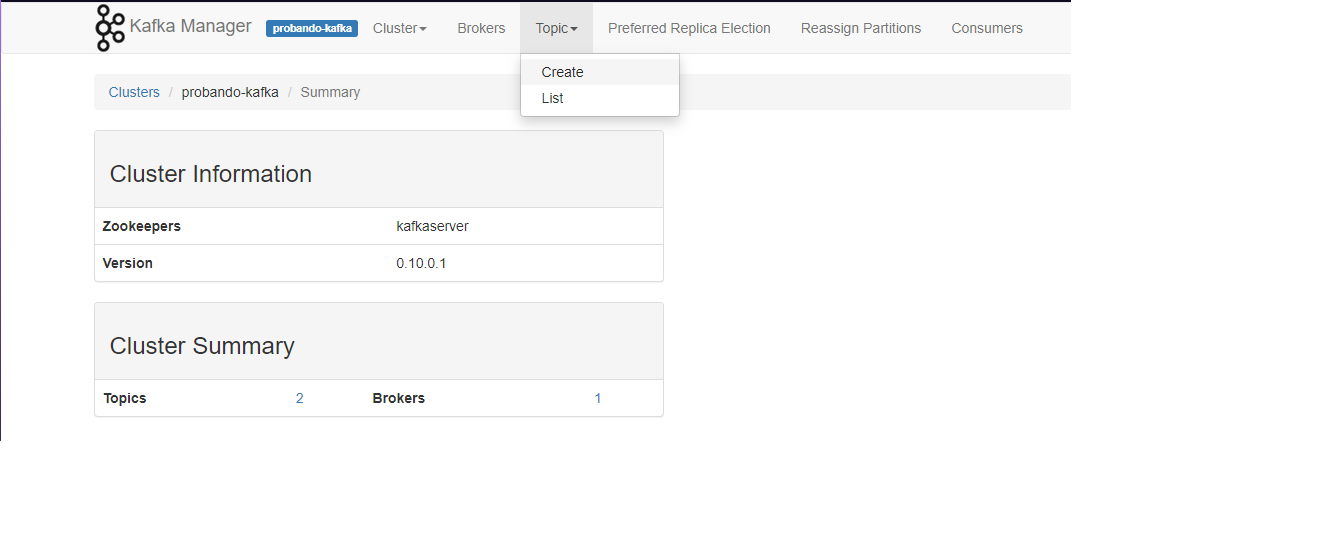 Kafka Manager probando-kafka Cluster Brokers Topic Preferred Replica Election Reassign Partitions Consumers
Create
List
Clusters / probando-kafka / Summary
Cluster Information
Zookeepers kafkaserver
Version 0.10.0.1
Cluster Summary
Topics 2 Brokers 1